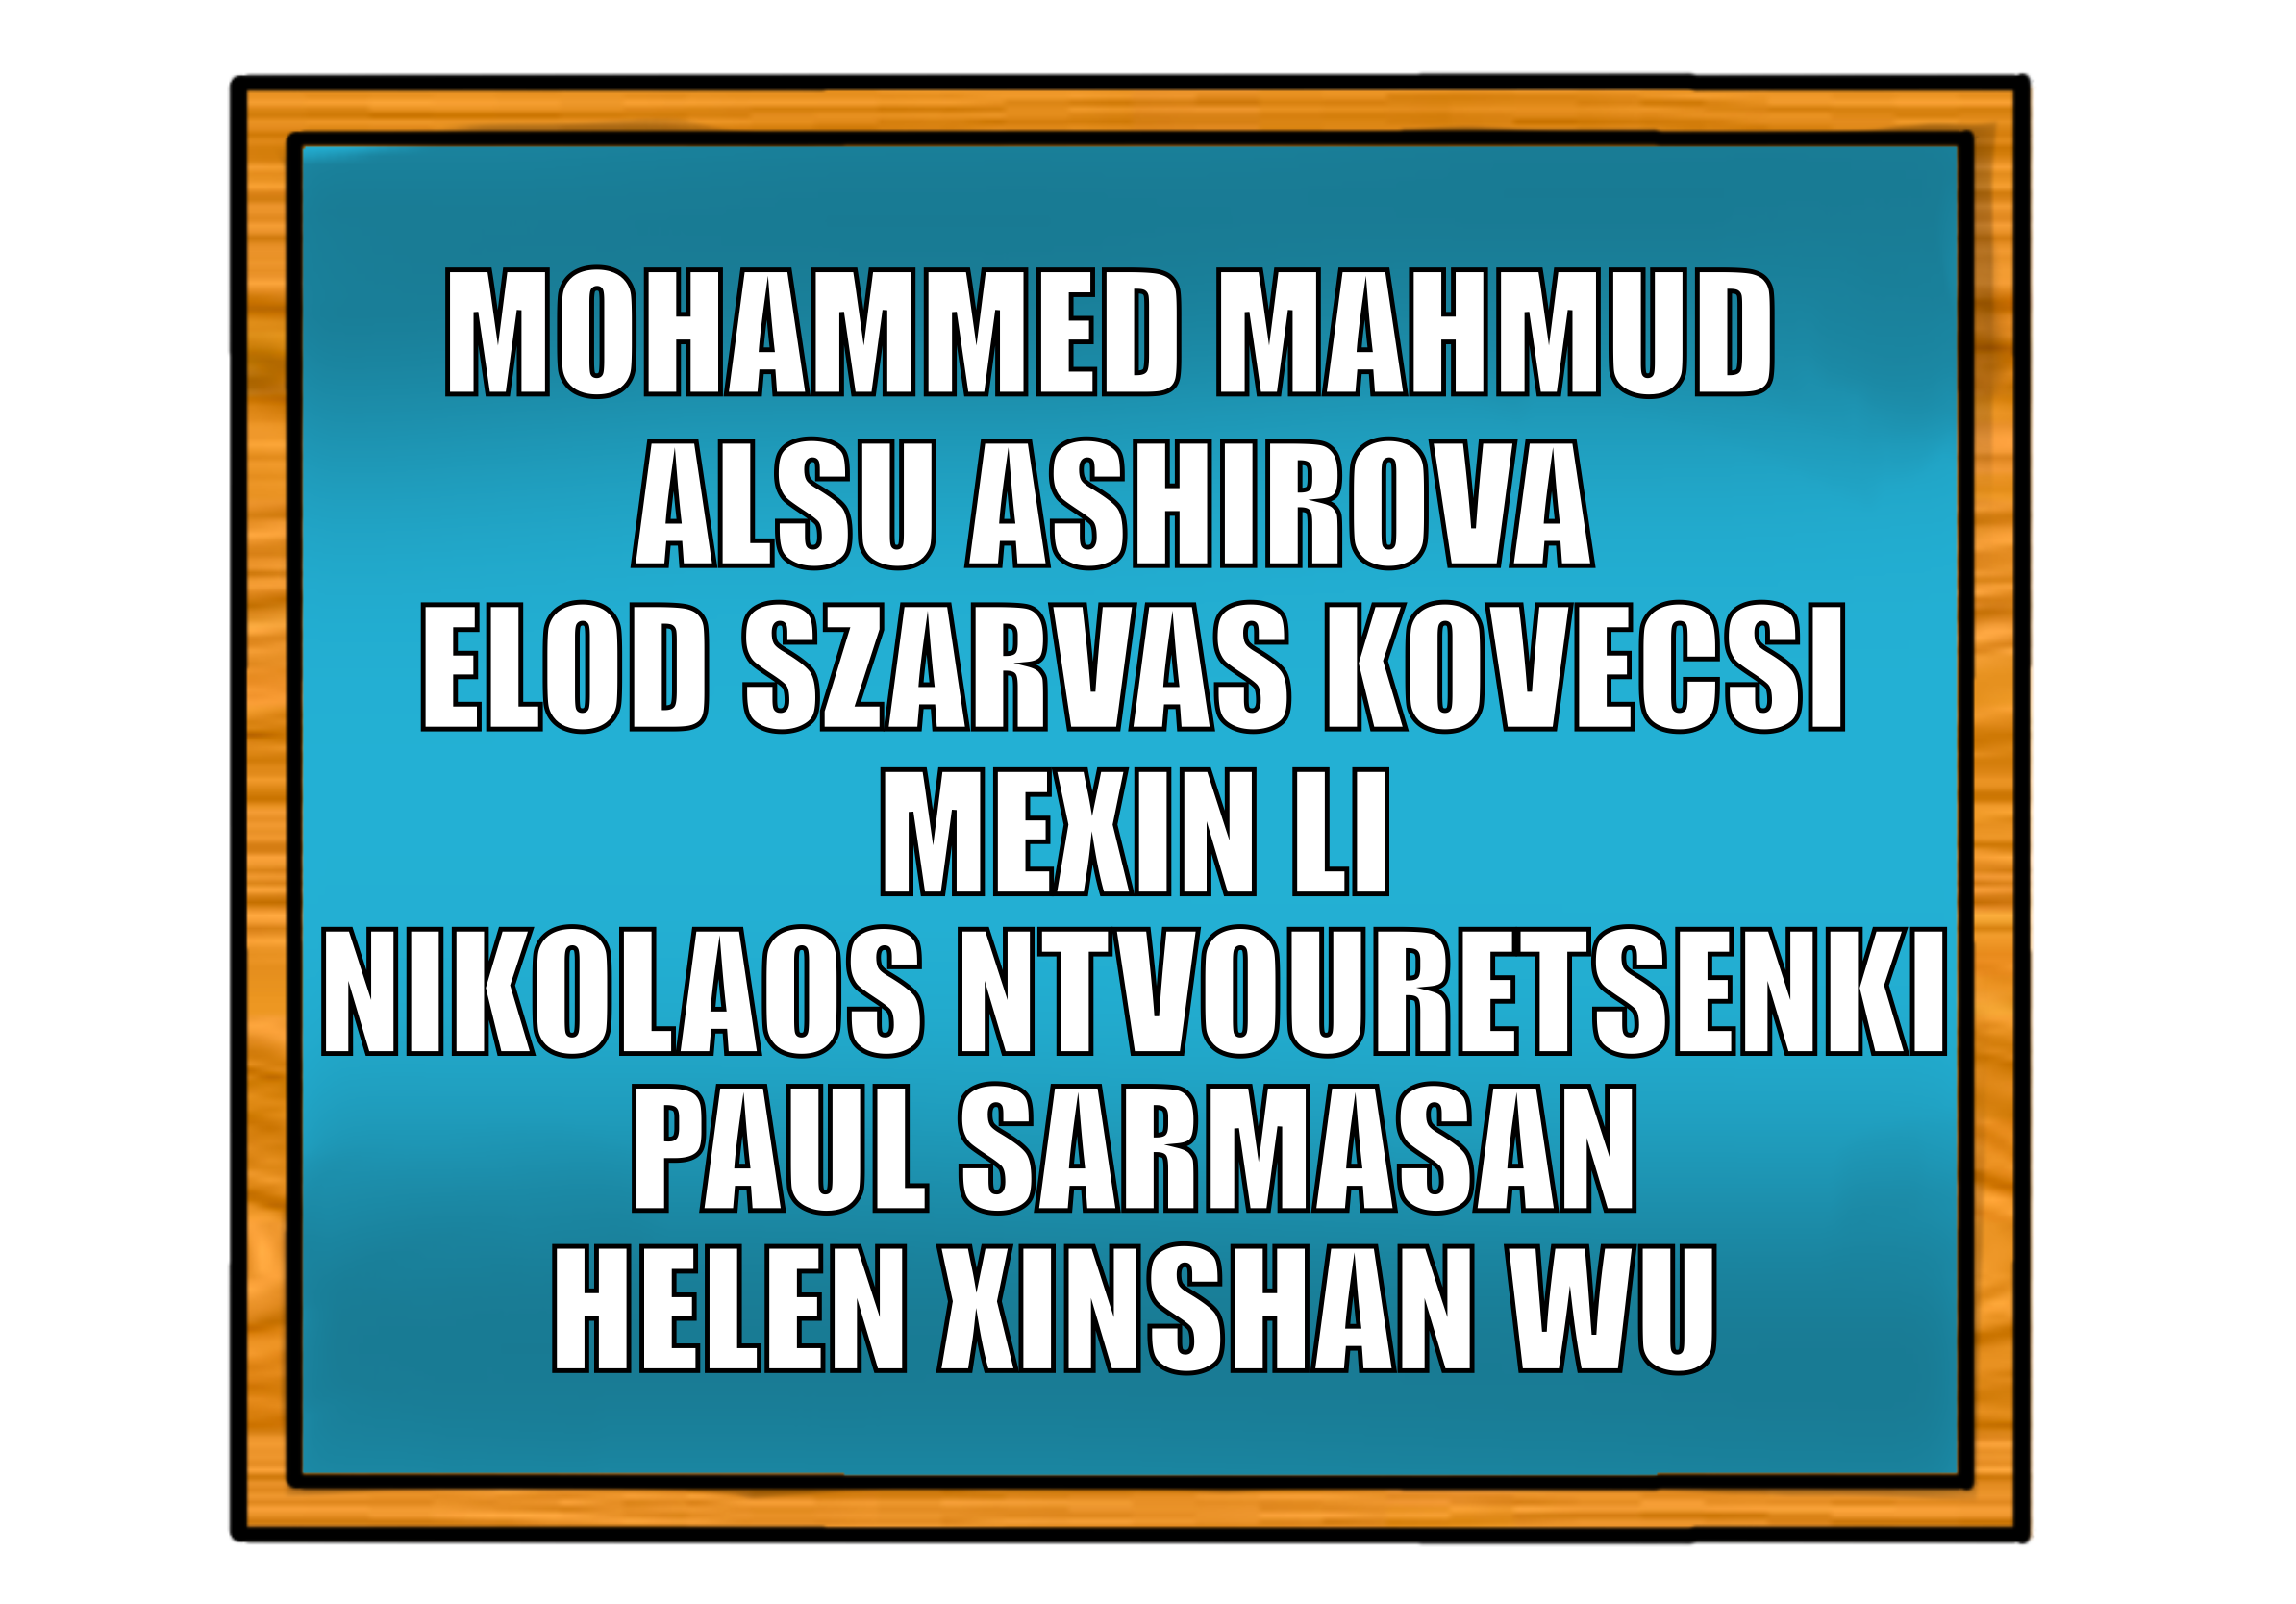 MOHAMMED MAHMUD
ALSU ASHIROVA
ELOD SZARVAS KOVECSI
MEXIN LI
NIKOLAOS NTVOURETSENKI
PAUL SARMASAN
HELEN XINSHAN WU